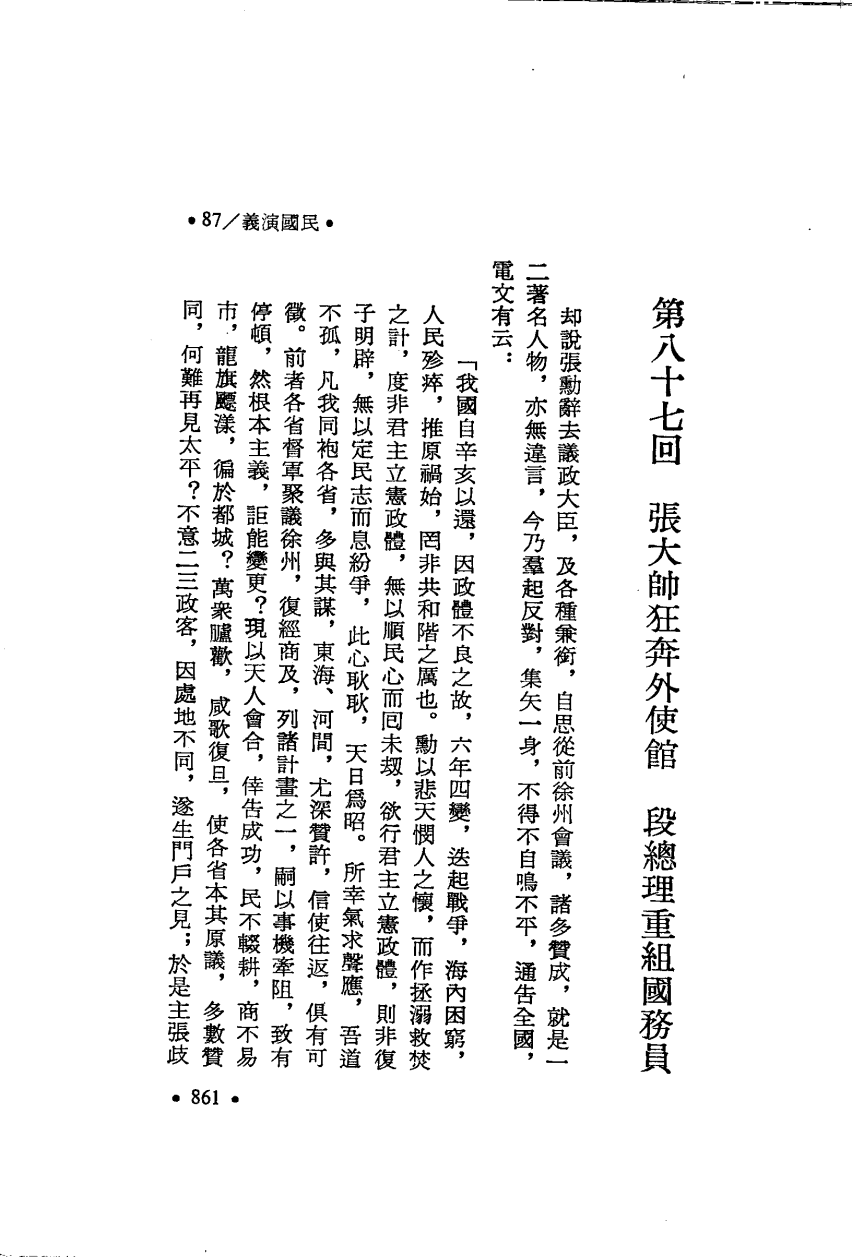 •87／義演國民•
第八十七回　張大帥狂奔外使館　段總理重組國務員
却說張勳辭去議政大臣，及各種兼銜，自思從前徐州會議，諸多贊成，就是一
二著名人物，亦無違言，今乃羣起反對，集矢一身，不得不自鳴不平，通告全國，
電文有云：
「我國自辛亥以還，因政體不良之故，六年四變，迭起戰爭，海內困窮，
人民殄瘁，推原禍始，罔非共和階之厲也。勳以悲天憫人之懷，而作拯溺救焚
之計，度非君主立憲政體，無以順民心而囘未劫，欲行君主立憲政體，則非復
子明辟，無以定民志而息紛爭，此心耿耿，天日爲昭。所幸氣求聲應，吾道
不孤，凡我同袍各省，多與其謀，東海、河間，尤深贊許，信使往返，俱有可
徵。前者各省督軍聚議徐州，復經商及，列諸計畫之一，嗣以事機牽阻，致有
停頓，然根本主義，詎能變更？現以天人會合，倖告成功，民不輟耕，商不易
市，龍旗飃漾，徧於都城？萬衆臚歡，咸歌復旦，使各省本其原議，多數贊
同，何難再見太平？不意二三政客，因處地不同，遂生門戶之見；於是主張歧
•861•